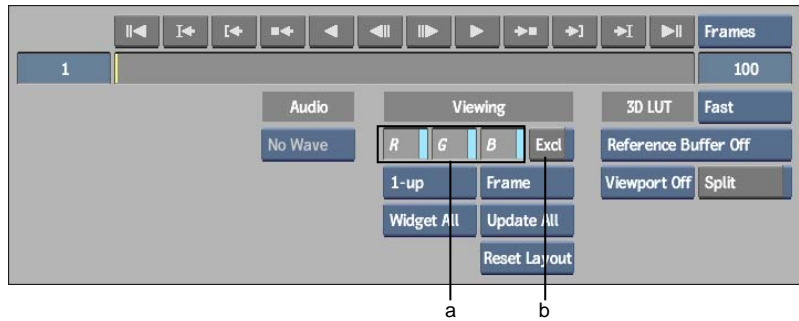 Frames
1 100
Audio Viewing 3D LUT Fast
No Wave R G B Excl Reference Buffer Off
1-up Frame Viewport Off Split
Widget All Update All
Reset Layout
a b